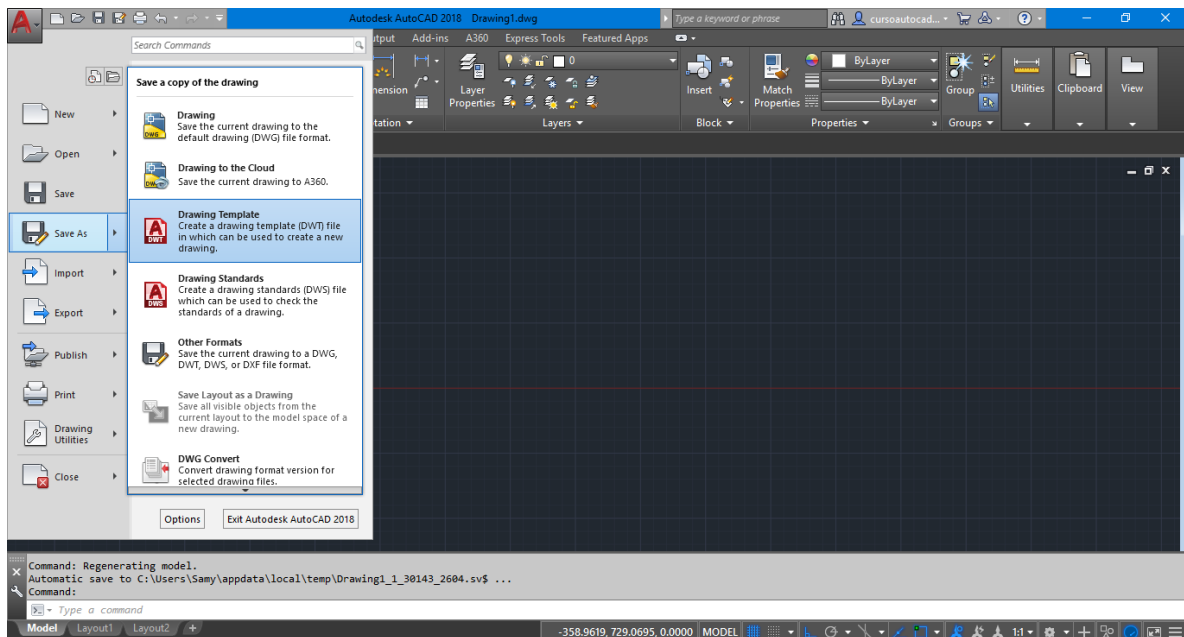 Autodesk AutoCAD 2018 Drawing1.dwg
Type a keyword or phrase
cursoautocad...
Search Commands
Add-ins A360 Express Tools Featured Apps
Save a copy of the drawing
New
Open
Save
Save As
Import
Export
Publish
Print
Drawing
Utilities
Close
Drawing
Save the current drawing to the
default drawing (DWG) file format.
Drawing to the Cloud
Save the current drawing to A360.
Drawing Template
Create a drawing template (DWT) file
in which can be used to create a new
drawing.
Drawing Standards
Create a drawing standards (DWS) file
which can be used to check the
standards of a drawing.
Other Formats
Save the current drawing to a DWG,
DWT, DWS, or DXF file format.
Save Layout as a Drawing
Save all visible objects from the
current layout to the model space of a
new drawing.
DWG Convert
Convert drawing format version for
selected drawing files.
Options
Exit Autodesk AutoCAD 2018
Layer
Properties
0
Layers
Insert
Block
Match
Properties
ByLayer
ByLayer
ByLayer
Properties
Group
Groups
Utilities
Clipboard
View
Command: Regenerating model.
Automatic save to C:\Users\Samy\appdata\local\temp\Drawing1_1_30143_2604.sv$ ...
Command:
Type a command
Model Layout1 Layout2 +
-358.9619, 729.0695, 0.0000 MODEL
1:1